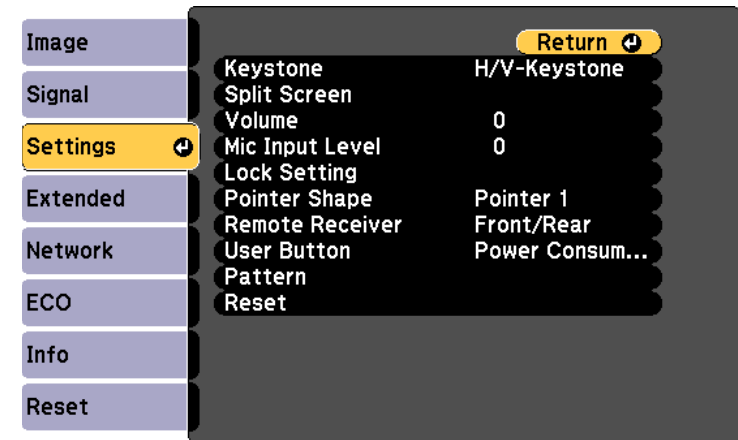 Image
Signal
Settings
Extended
Network
ECO
Info
Reset
Return
Keystone H/V-Keystone
Split Screen
Volume 0
Mic Input Level 0
Lock Setting
Pointer Shape Pointer 1
Remote Receiver Front/Rear
User Button Power Consum...
Pattern
Reset